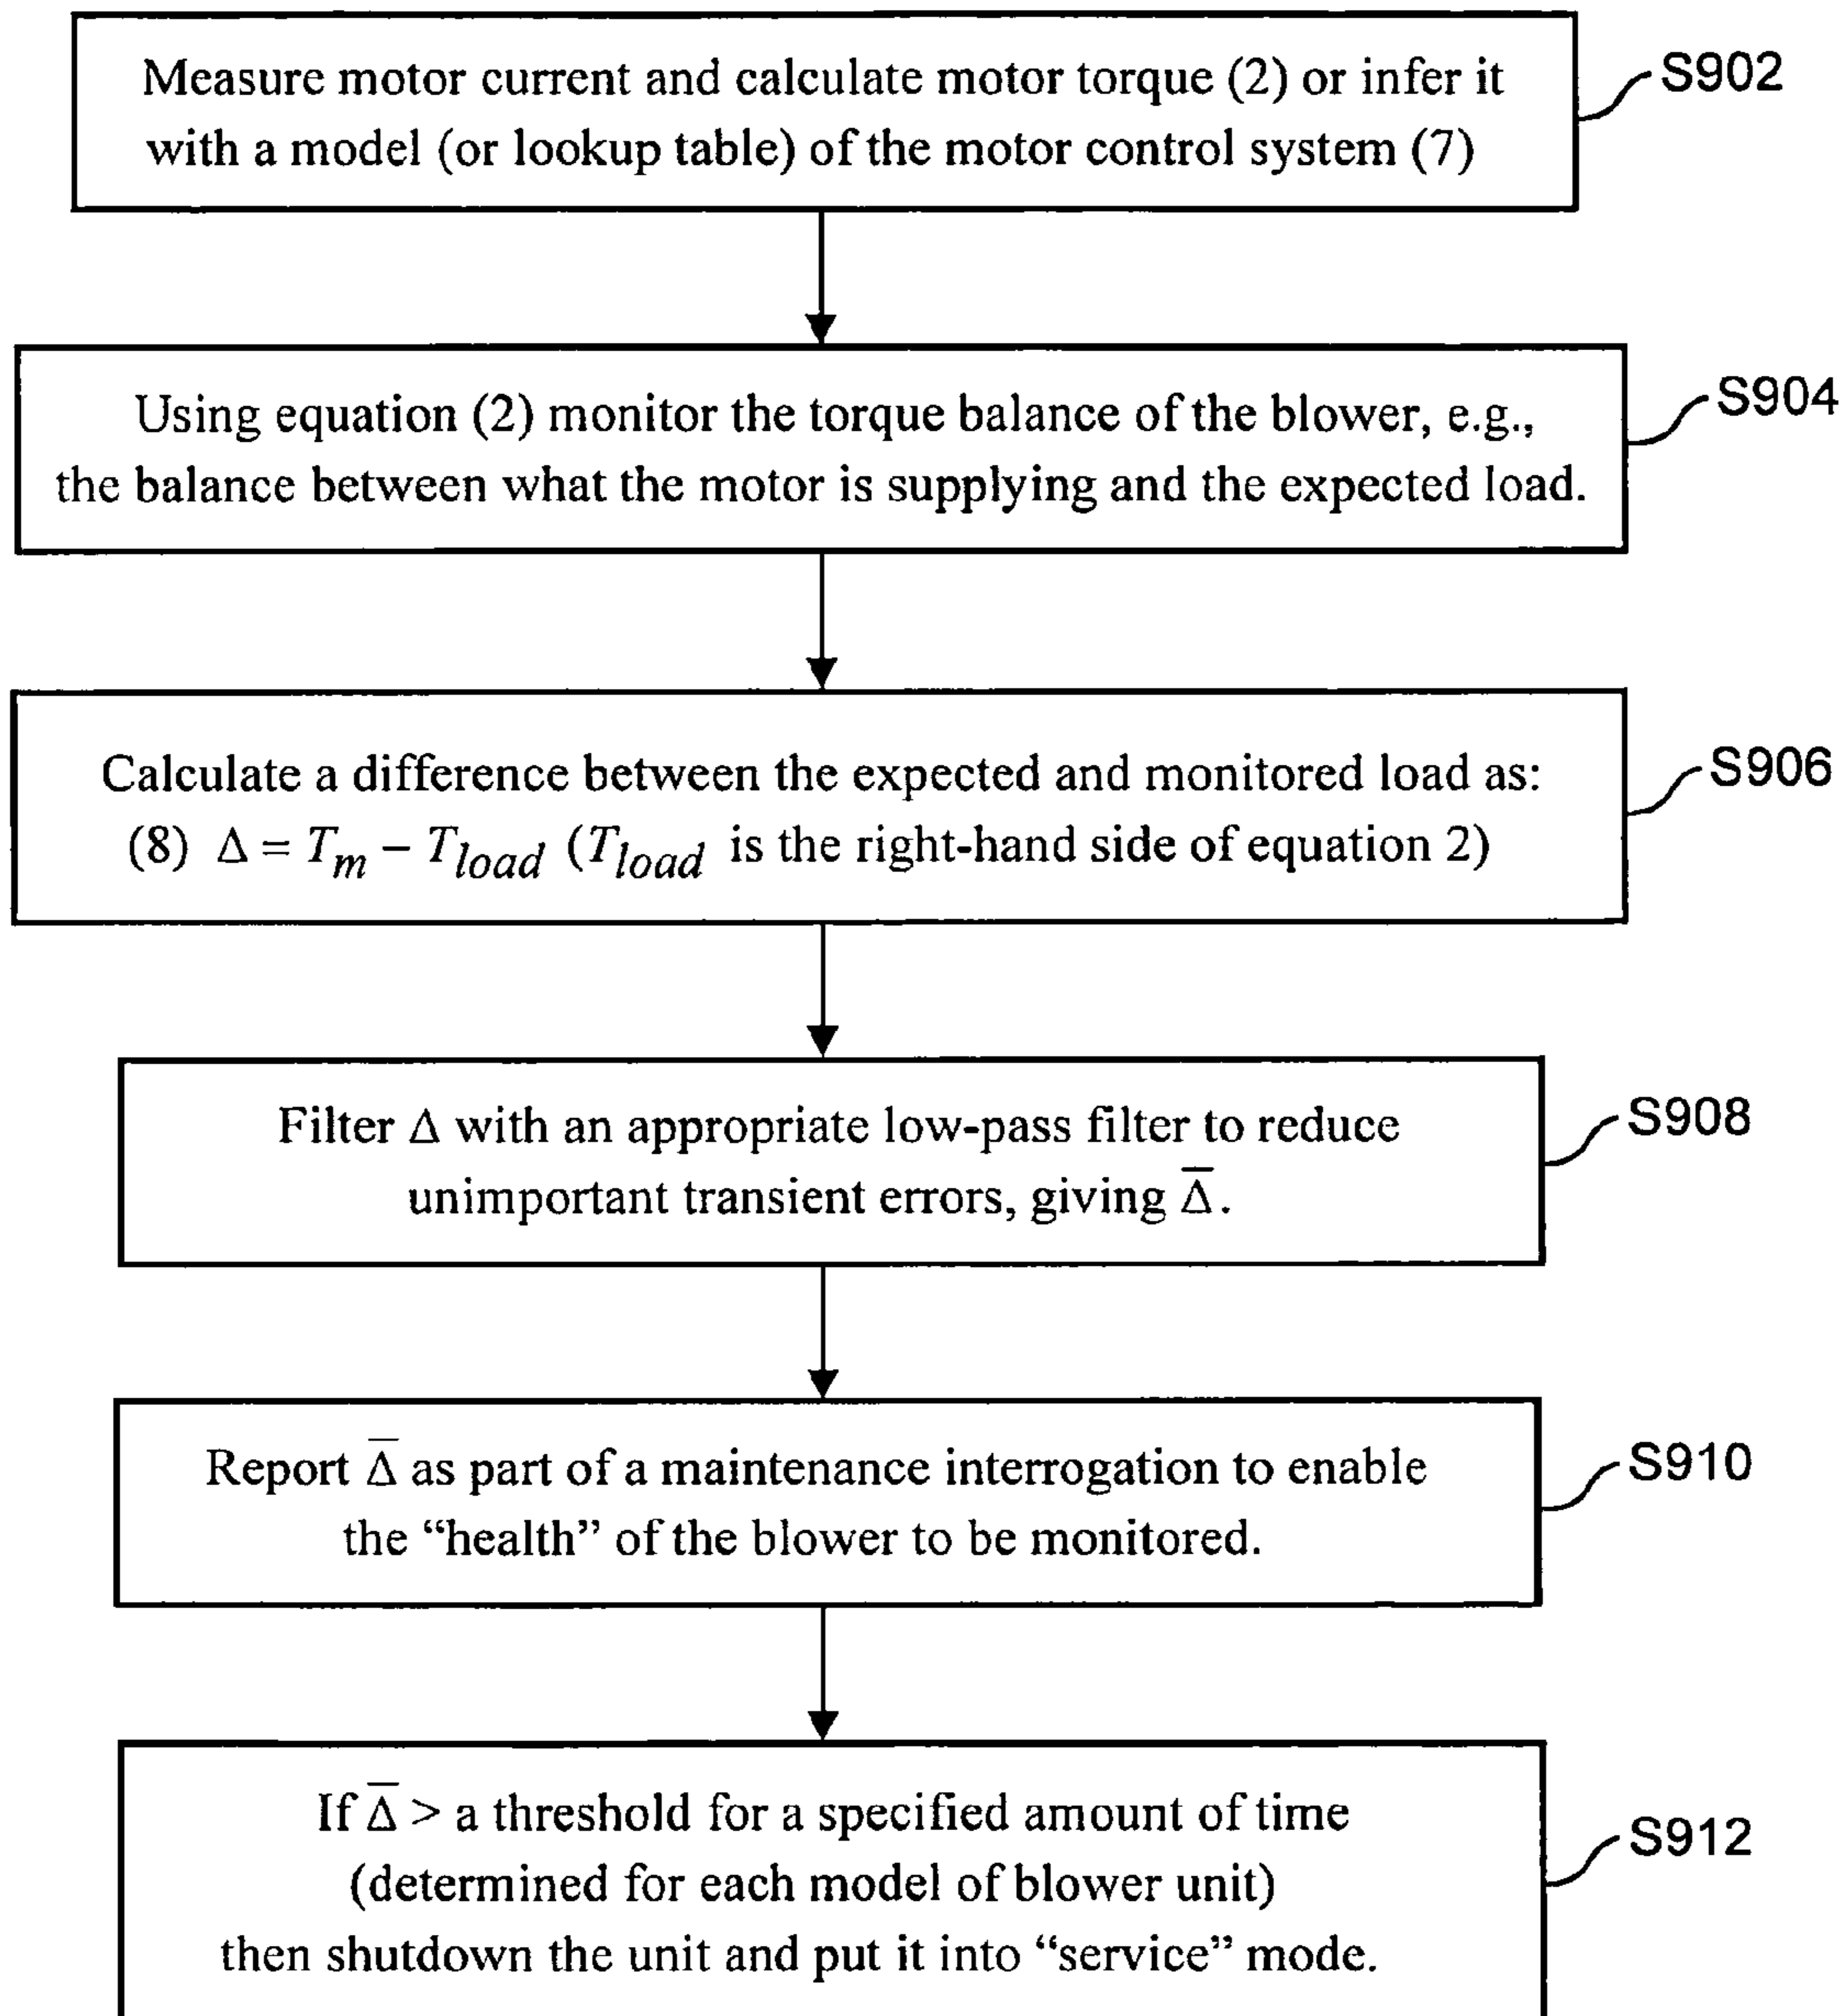 Measure motor current and calculate motor torque (2) or infer it
with a model (or lookup table) of the motor control system (7)
S902
Using equation (2) monitor the torque balance of the blower, e.g.,
the balance between what the motor is supplying and the expected load.
S904
Calculate a difference between the expected and monitored load as:
(8) Δ = T_m − T_load (T_load is the right-hand side of equation 2)
S906
Filter Δ with an appropriate low-pass filter to reduce
unimportant transient errors, giving Δ̅.
S908
Report Δ̅ as part of a maintenance interrogation to enable
the “health” of the blower to be monitored.
S910
If Δ̅ > a threshold for a specified amount of time
(determined for each model of blower unit)
then shutdown the unit and put it into “service” mode.
S912